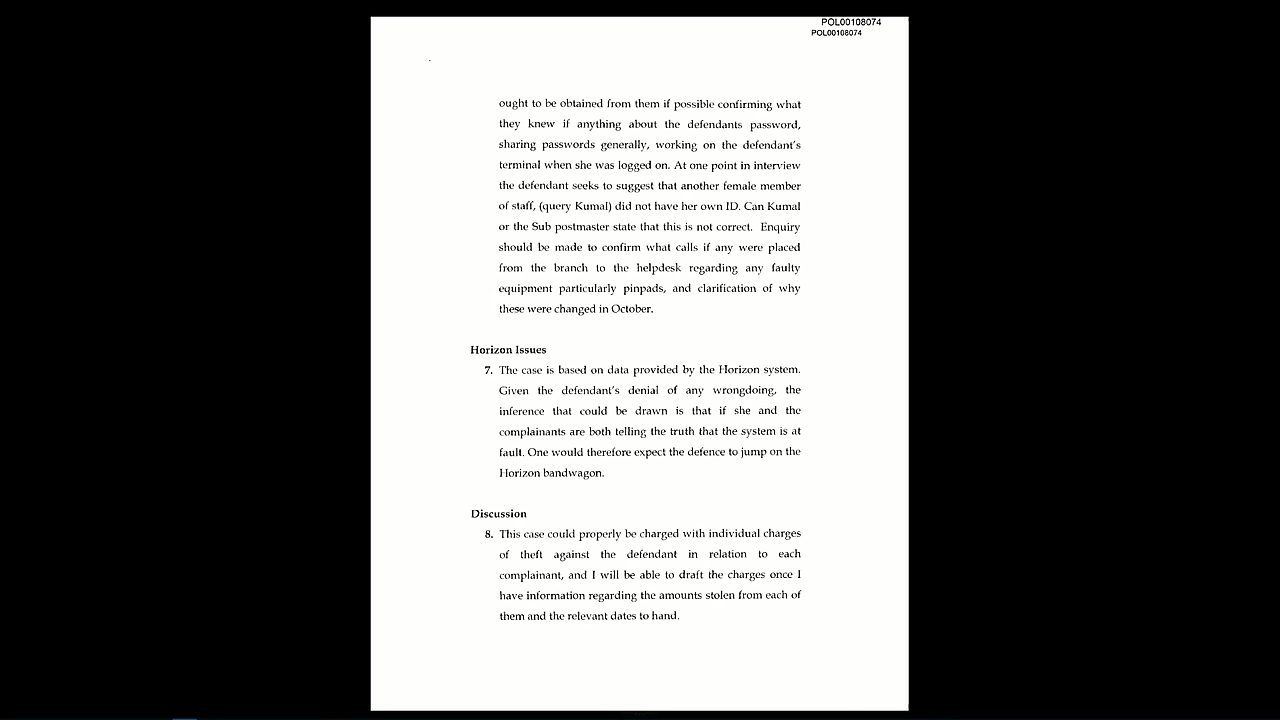 POL00108074
POL00108074
ought to be obtained from them if possible confirming what
they knew if anything about the defendants password,
sharing passwords generally, working on the defendant's
terminal when she was logged on. At one point in interview
the defendant seeks to suggest that another female member
of staff, (query Kumal) did not have her own ID. Can Kumal
or the Sub postmaster state that this is not correct. Enquiry
should be made to confirm what calls if any were placed
from the branch to the helpdesk regarding any faulty
equipment particularly pinpads, and clarification of why
these were changed in October.
Horizon Issues
7. The case is based on data provided by the Horizon system.
Given the defendant's denial of any wrongdoing, the
inference that could be drawn is that if she and the
complainants are both telling the truth that the system is at
fault. One would therefore expect the defence to jump on the
Horizon bandwagon.
Discussion
8. This case could properly be charged with individual charges
of theft against the defendant in relation to each
complainant, and I will be able to draft the charges once I
have information regarding the amounts stolen from each of
them and the relevant dates to hand.